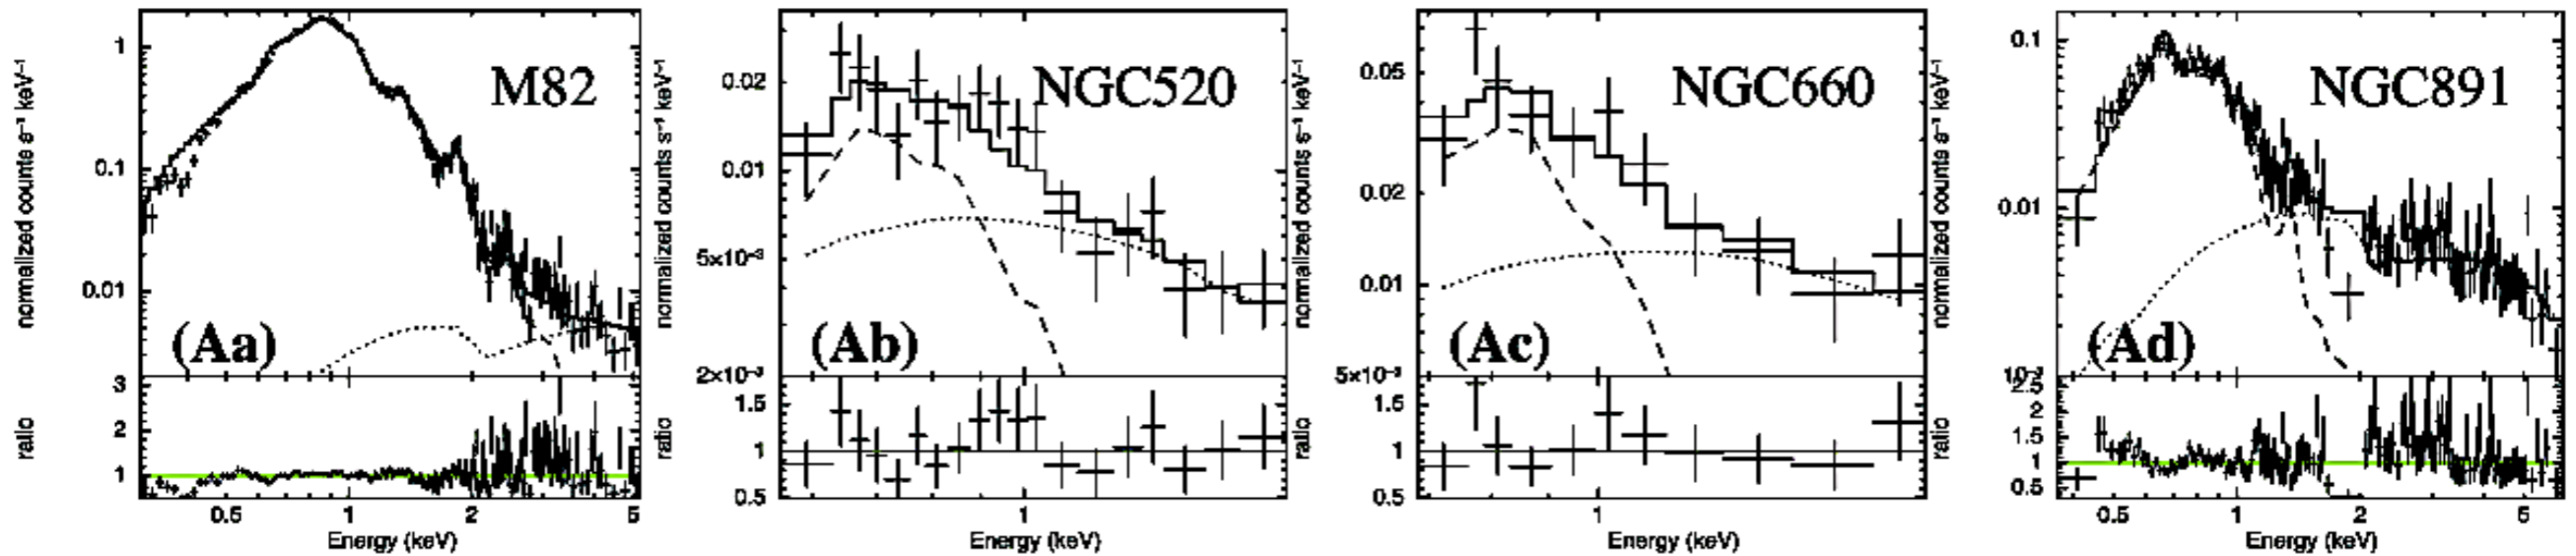 normalized counts s⁻¹ keV⁻¹
ratio
1
0.1
0.01
3
2
1
M82
(Aa)
0.5 1 2 5
Energy (keV)
normalized counts s⁻¹ keV⁻¹
ratio
0.02
0.01
5×10⁻³
2×10⁻³
1.5
1
0.5
NGC520
(Ab)
1
Energy (keV)
normalized counts s⁻¹ keV⁻¹
ratio
0.05
0.02
0.01
5×10⁻³
1.5
1
0.5
NGC660
(Ac)
1
Energy (keV)
normalized counts s⁻¹ keV⁻¹
ratio
0.1
0.01
10⁻³
2.5
2
1.5
1
0.5
NGC891
(Ad)
0.5 1 2 5
Energy (keV)